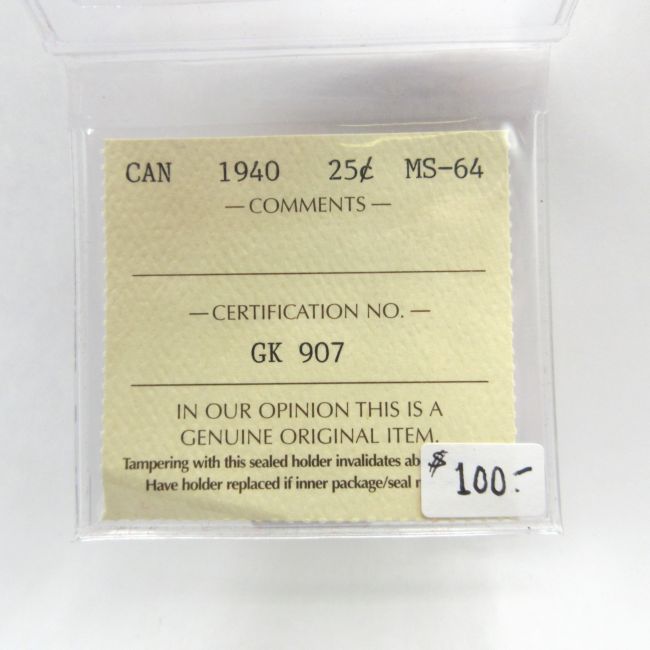 CAN 1940 25¢ MS-64
— COMMENTS —
— CERTIFICATION NO. —
GK 907
IN OUR OPINION THIS IS A
GENUINE ORIGINAL ITEM.
Tampering with this sealed holder invalidates
Have holder replaced if inner package/seal
$100.-